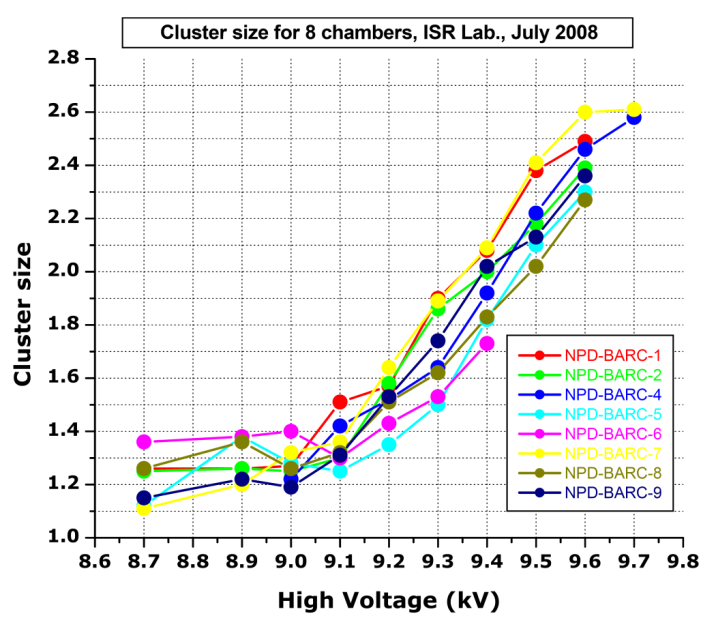 Cluster size for 8 chambers, ISR Lab., July 2008
2.8
2.6
2.4
2.2
2.0
1.8
1.6
1.4
1.2
1.0
Cluster size
NPD-BARC-1
NPD-BARC-2
NPD-BARC-4
NPD-BARC-5
NPD-BARC-6
NPD-BARC-7
NPD-BARC-8
NPD-BARC-9
8.6 8.7 8.8 8.9 9.0 9.1 9.2 9.3 9.4 9.5 9.6 9.7 9.8
High Voltage (kV)